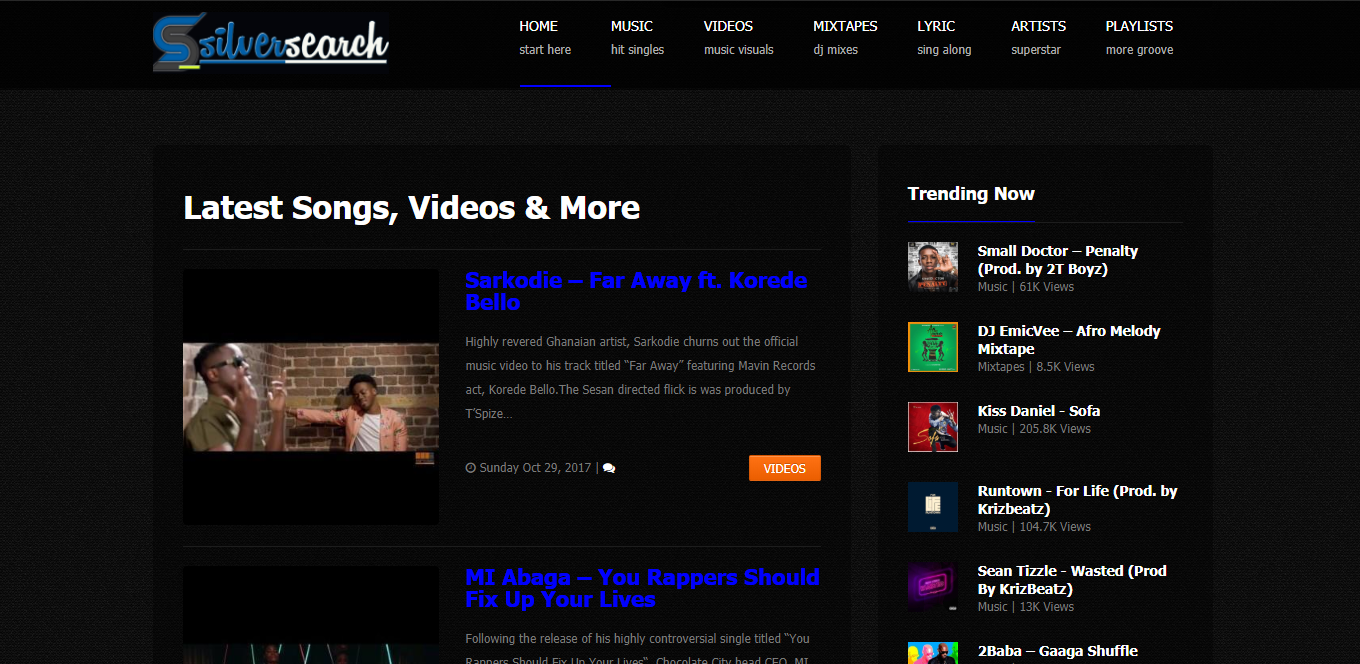 silversearch
HOME
start here
MUSIC
hit singles
VIDEOS
music visuals
MIXTAPES
dj mixes
LYRIC
sing along
ARTISTS
superstar
PLAYLISTS
more groove
Latest Songs, Videos & More
Sarkodie – Far Away ft. Korede
Bello
Highly revered Ghanaian artist, Sarkodie churns out the official
music video to his track titled “Far Away” featuring Mavin Records
act, Korede Bello.The Sesan directed flick is was produced by
T’Spize...
Sunday Oct 29, 2017 |
VIDEOS
MI Abaga – You Rappers Should
Fix Up Your Lives
Following the release of his highly controversial single titled “You
Rappers Should Fix Up Your Lives“, Chocolate City head CEO, MI
Trending Now
Small Doctor – Penalty
(Prod. by 2T Boyz)
Music | 61K Views
DJ EmicVee – Afro Melody
Mixtape
Mixtapes | 8.5K Views
Kiss Daniel - Sofa
Music | 205.8K Views
Runtown - For Life (Prod. by
Krizbeatz)
Music | 104.7K Views
Sean Tizzle - Wasted (Prod
By KrizBeatz)
Music | 13K Views
2Baba – Gaaga Shuffle